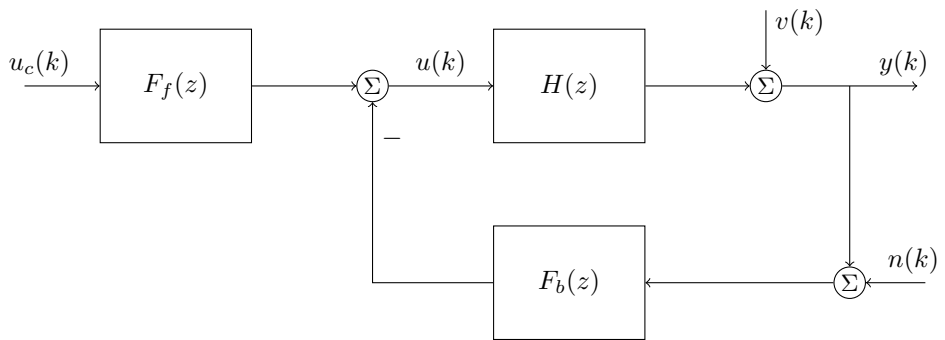 v(k)
u_c(k)
F_f(z)
Σ
u(k)
H(z)
Σ
y(k)
−
F_b(z)
Σ
n(k)